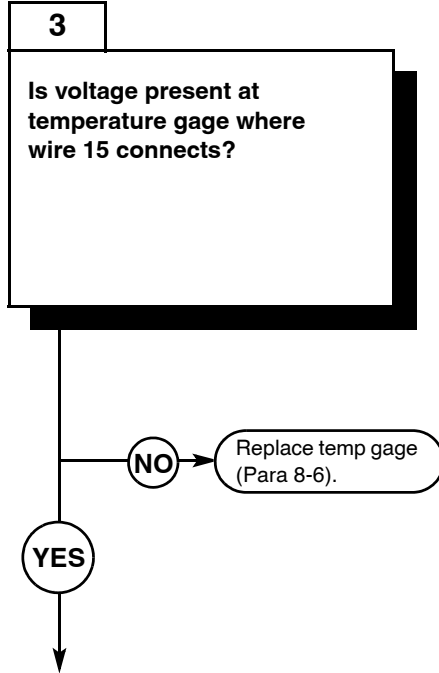 3
Is voltage present at
temperature gage where
wire 15 connects?
NO
Replace temp gage
(Para 8-6).
YES